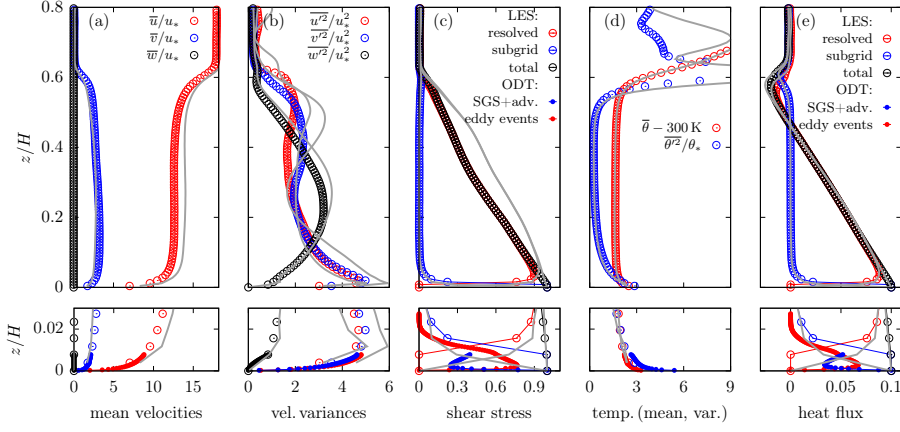 (a)
u̅/u*
v̅/u*
w̅/u*
z/H
0.8
0.6
0.4
0.2
0
(b)
u'²/u*²
v'²/u*²
w'²/u*²
(c)
LES:
resolved
subgrid
total
ODT:
SGS+adv.
eddy events
(d)
θ̅ − 300 K
θ'²/θ*
3 6 9
(e)
LES:
resolved
subgrid
total
ODT:
SGS+adv.
eddy events
z/H
0.02
0
0 5 10 15
mean velocities
0 2 4 6
vel. variances
0 0.3 0.6 0.9
shear stress
0 3 6 9
temp. (mean, var.)
0 0.05 0.1
heat flux